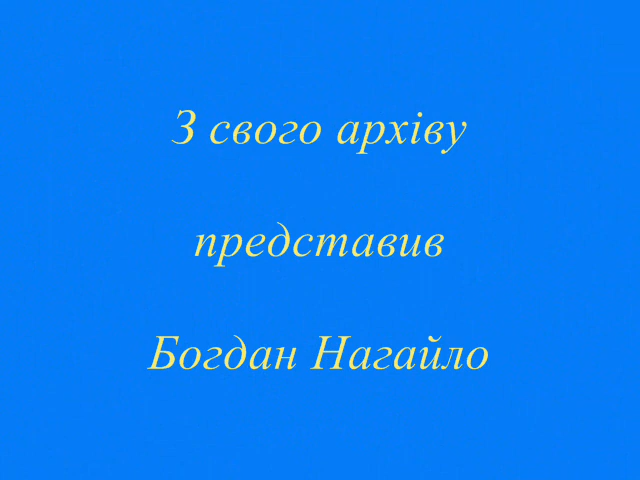 З свого архіву
представив
Богдан Нагайло